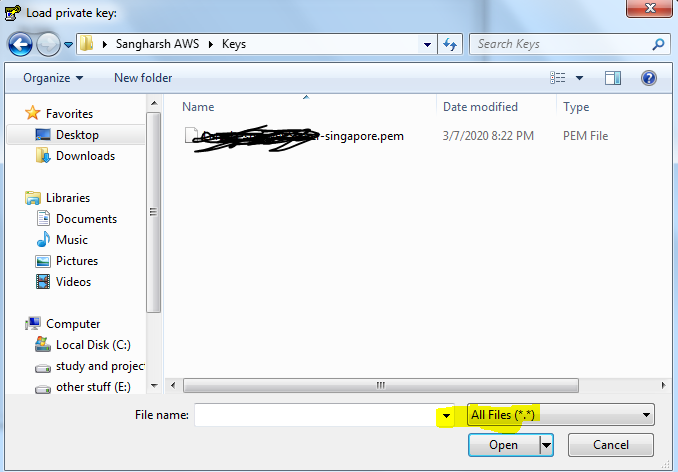 Load private key:
Sangharsh AWS Keys
Search Keys
Organize New folder
Name Date modified Type
-singapore.pem 3/7/2020 8:22 PM PEM File
Favorites
Desktop
Downloads
Libraries
Documents
Music
Pictures
Videos
Computer
Local Disk (C:)
study and projec
other stuff (E:)
File name: All Files (*.*)
Open Cancel